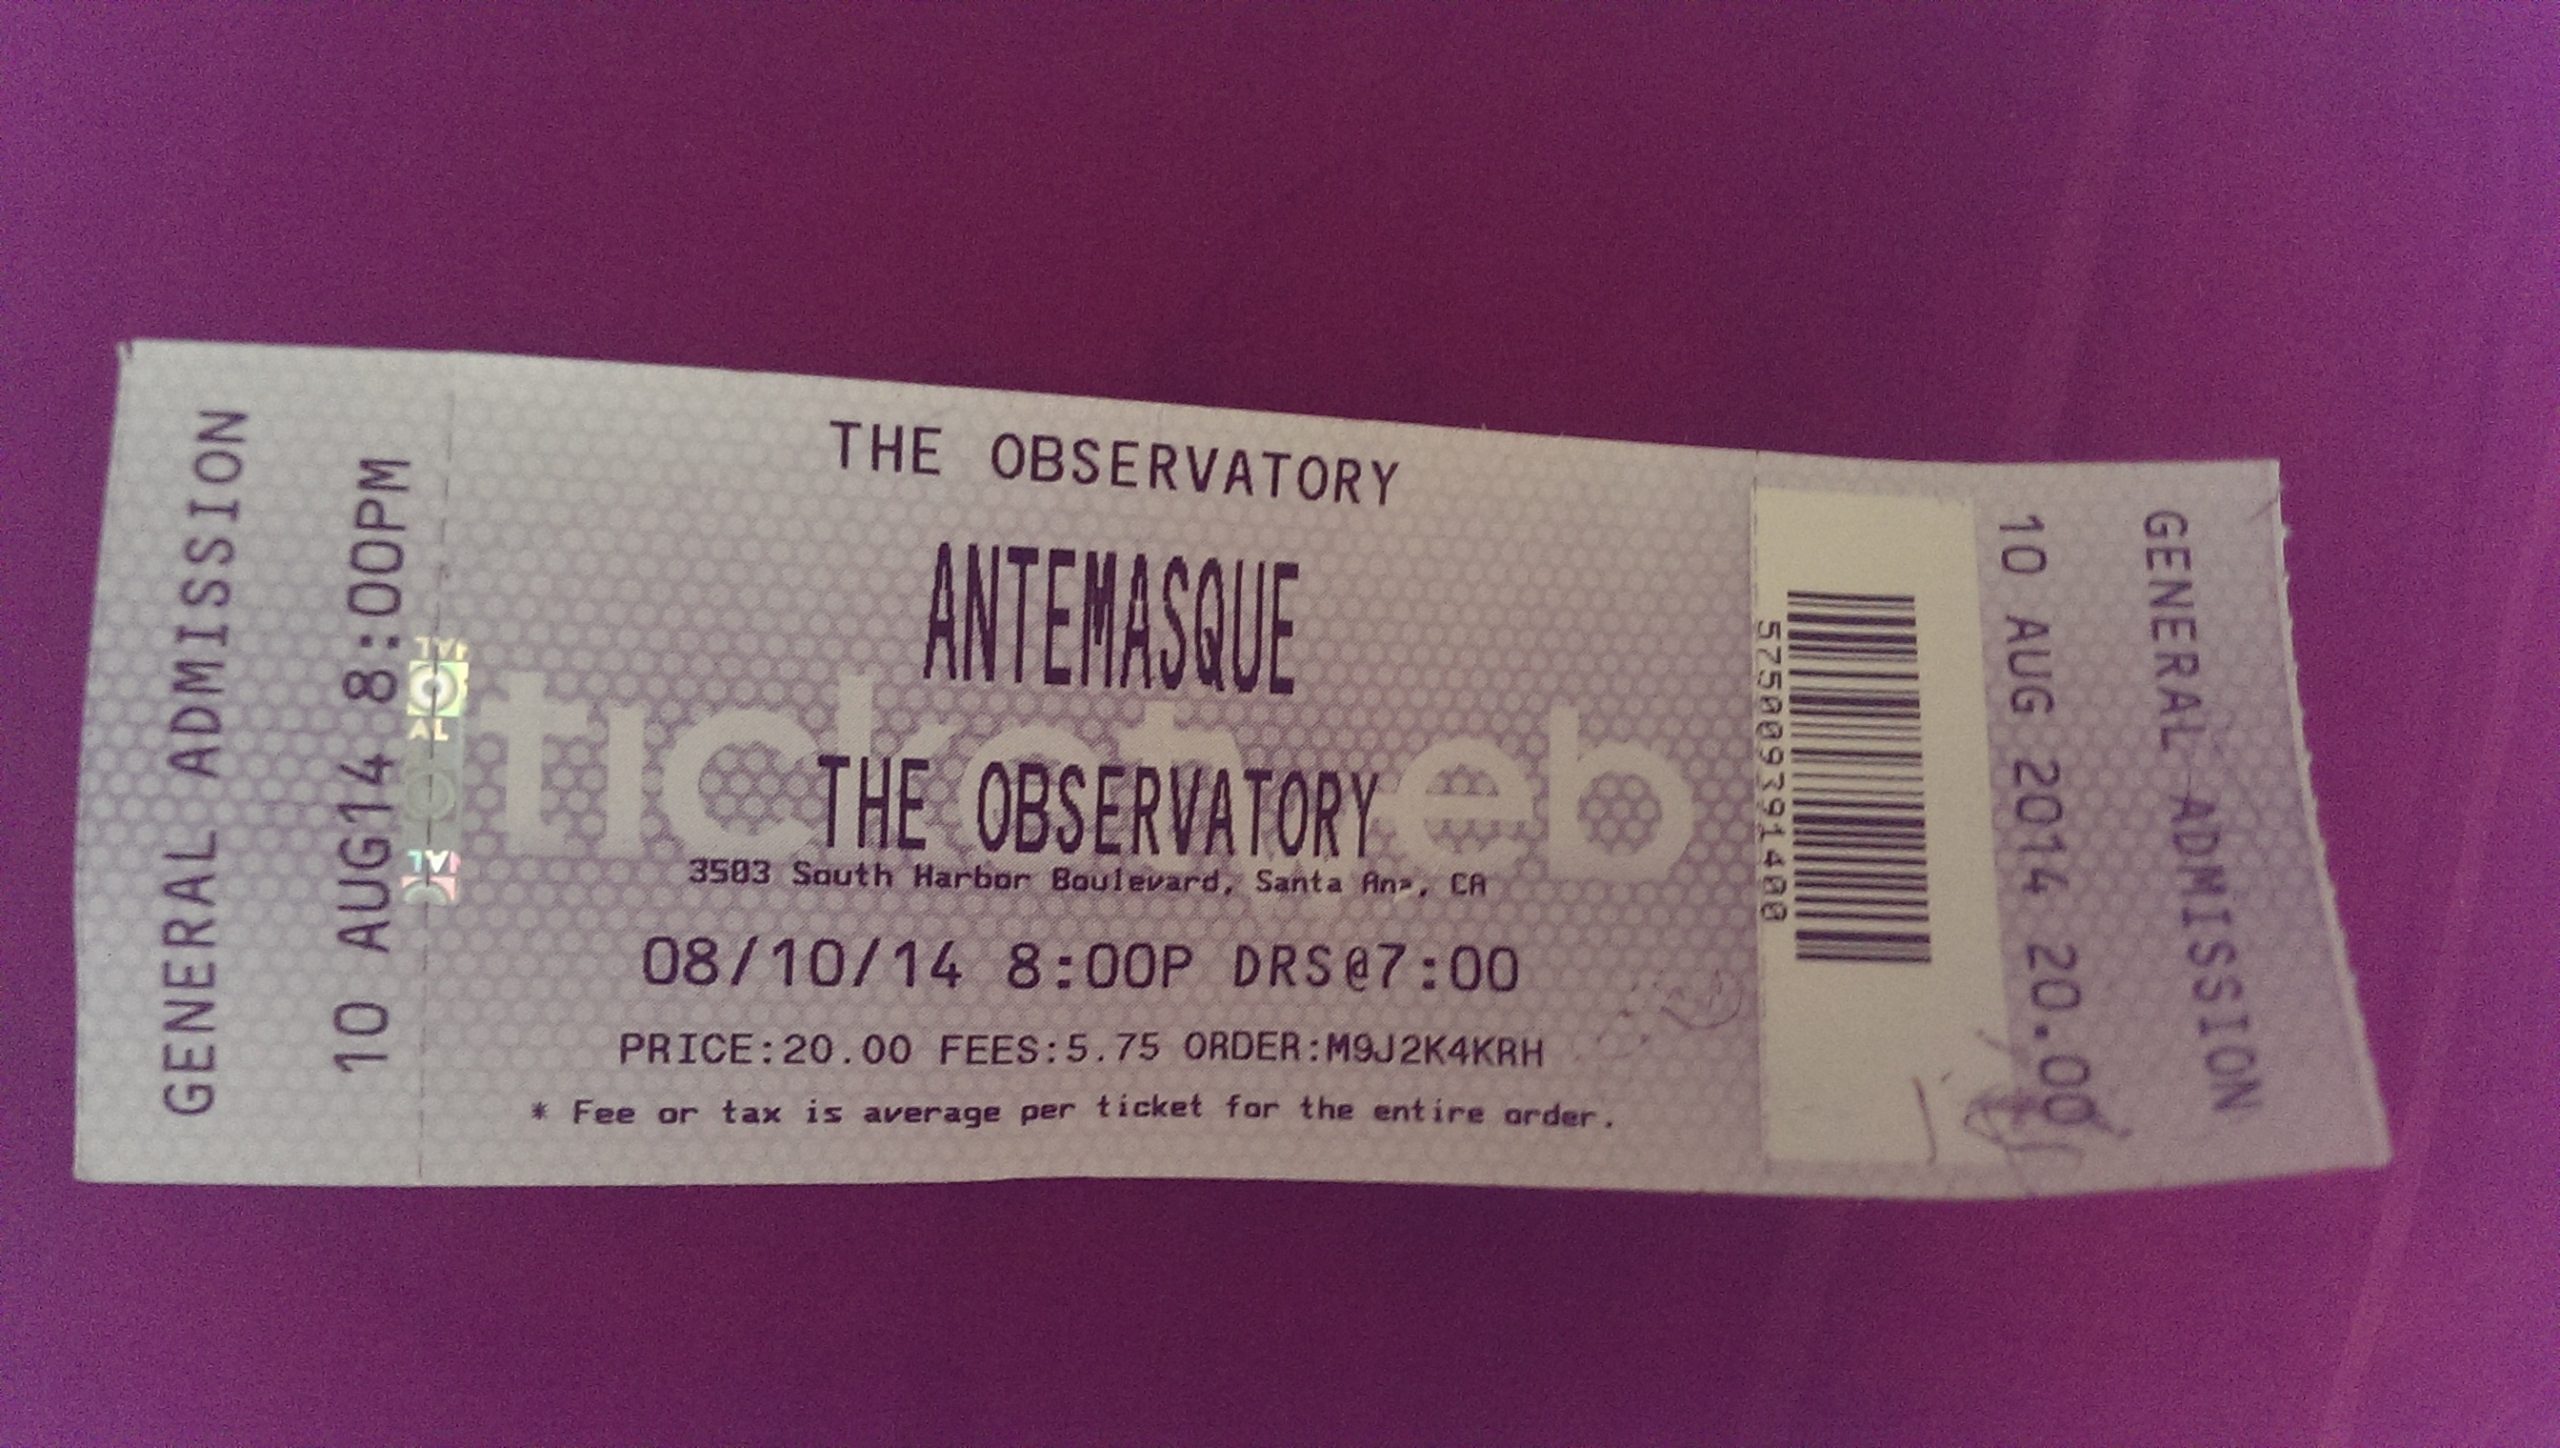 GENERAL ADMISSION
10 AUG14 8:00PM
THE OBSERVATORY
ANTEMASQUE
ticketweb
THE OBSERVATORY
3503 South Harbor Boulevard, Santa Ana, CA
08/10/14 8:00P DRS@7:00
PRICE:20.00 FEES:5.75 ORDER:M9J2K4KRH
* Fee or tax is average per ticket for the entire order.
575009391400
10 AUG 2014 20.00
GENERAL ADMISSION